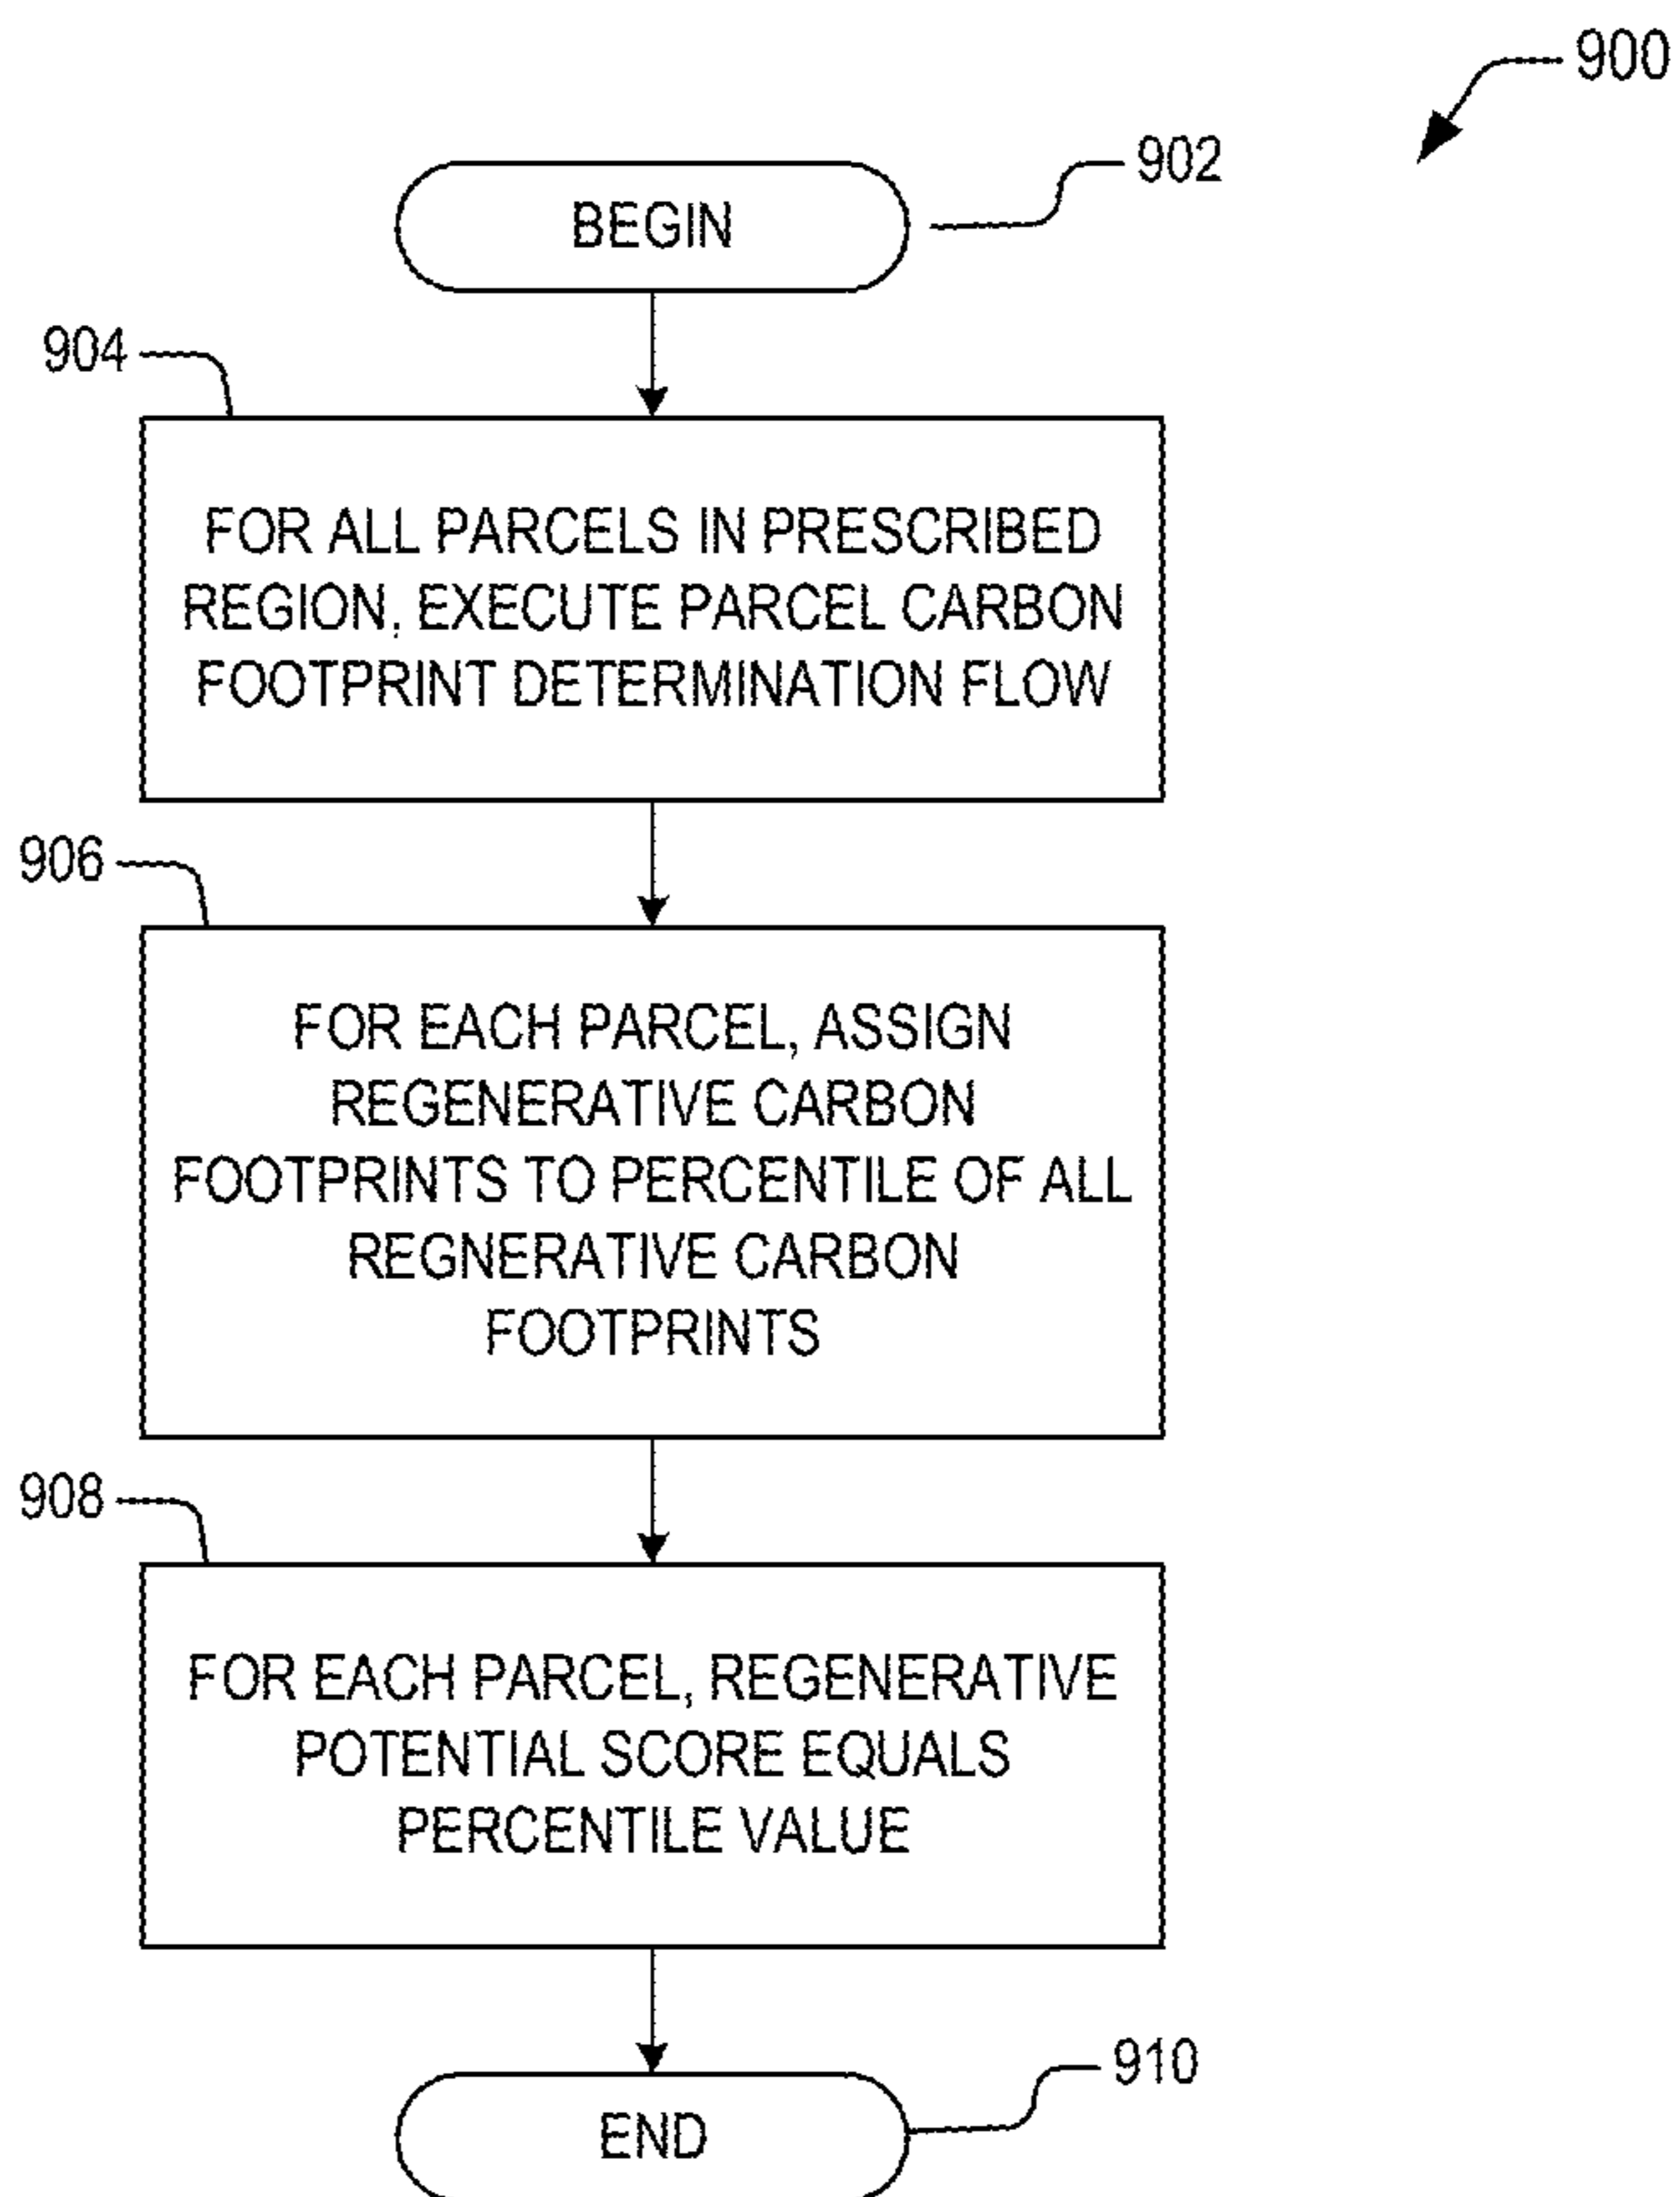 900
902
BEGIN
904
FOR ALL PARCELS IN PRESCRIBED
REGION, EXECUTE PARCEL CARBON
FOOTPRINT DETERMINATION FLOW
906
FOR EACH PARCEL, ASSIGN
REGENERATIVE CARBON
FOOTPRINTS TO PERCENTILE OF ALL
REGNERATIVE CARBON
FOOTPRINTS
908
FOR EACH PARCEL, REGENERATIVE
POTENTIAL SCORE EQUALS
PERCENTILE VALUE
910
END